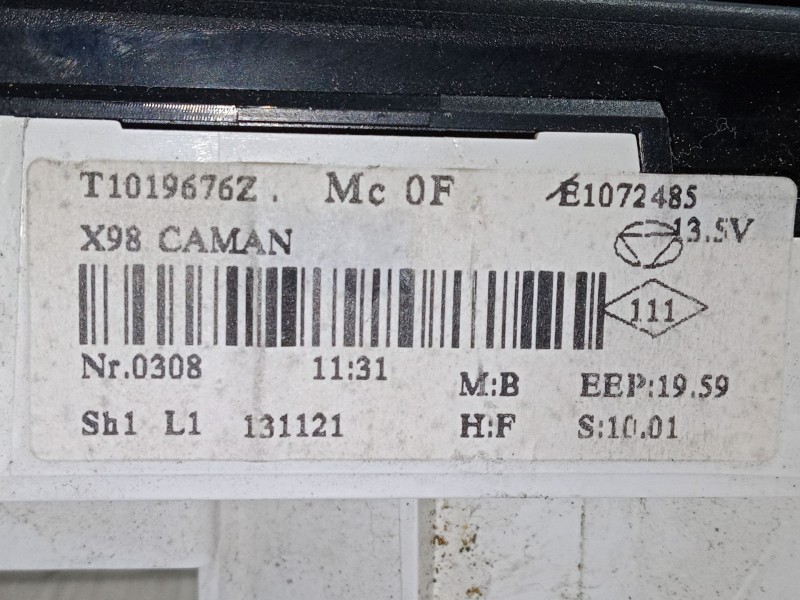 T1019676Z. Mc 0F E1072485
X98 CAMAN 13.5V
111
Nr.0308 11:31 M:B EEP:19.59
Sh1 L1 131121 H:F S:10.01